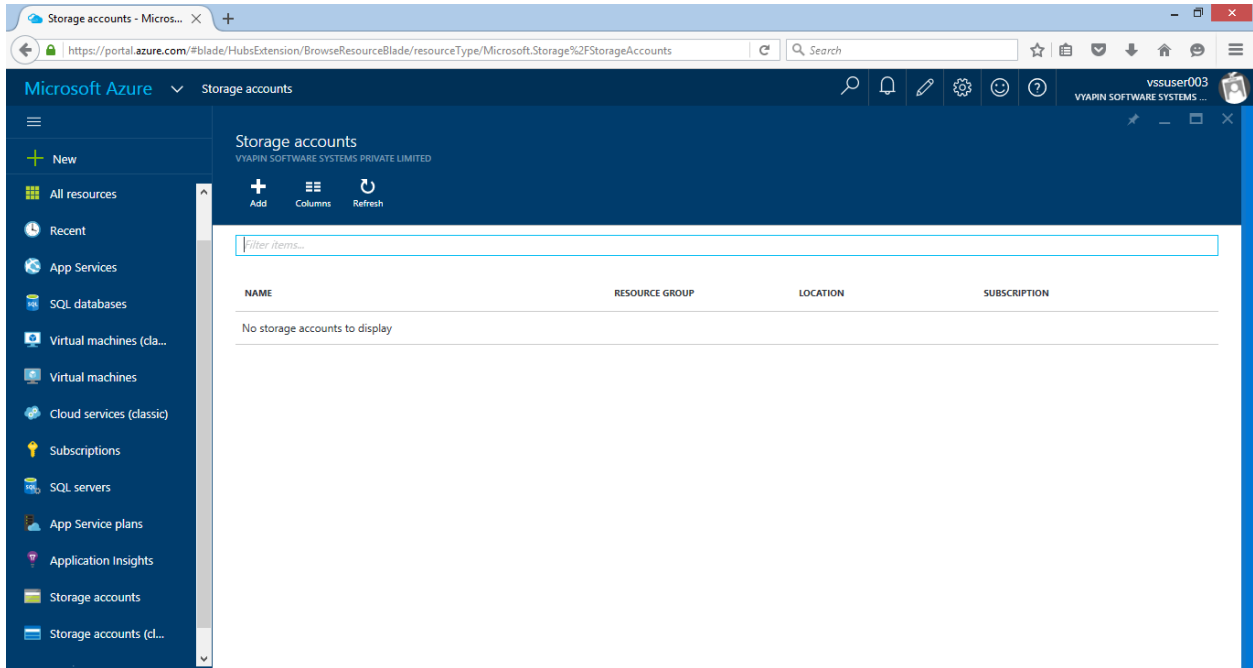 Storage accounts - Micros...
https://portal.azure.com/#blade/HubsExtension/BrowseResourceBlade/resourceType/Microsoft.Storage%2FStorageAccounts
Search
Microsoft Azure
Storage accounts
vssuser003
VYAPIN SOFTWARE SYSTEMS ...
New
All resources
Recent
App Services
SQL databases
Virtual machines (cla...
Virtual machines
Cloud services (classic)
Subscriptions
SQL servers
App Service plans
Application Insights
Storage accounts
Storage accounts (cl...
Storage accounts
VYAPIN SOFTWARE SYSTEMS PRIVATE LIMITED
Add Columns Refresh
Filter items...
NAME RESOURCE GROUP LOCATION SUBSCRIPTION
No storage accounts to display